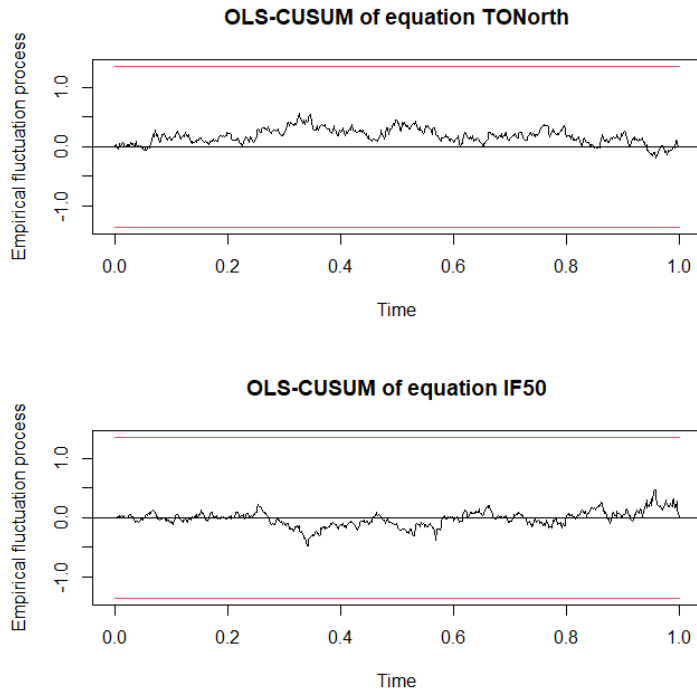 OLS-CUSUM of equation TONorth
Empirical fluctuation process
1.0
0.0
-1.0
0.0 0.2 0.4 0.6 0.8 1.0
Time
OLS-CUSUM of equation IF50
Empirical fluctuation process
1.0
0.0
-1.0
0.0 0.2 0.4 0.6 0.8 1.0
Time